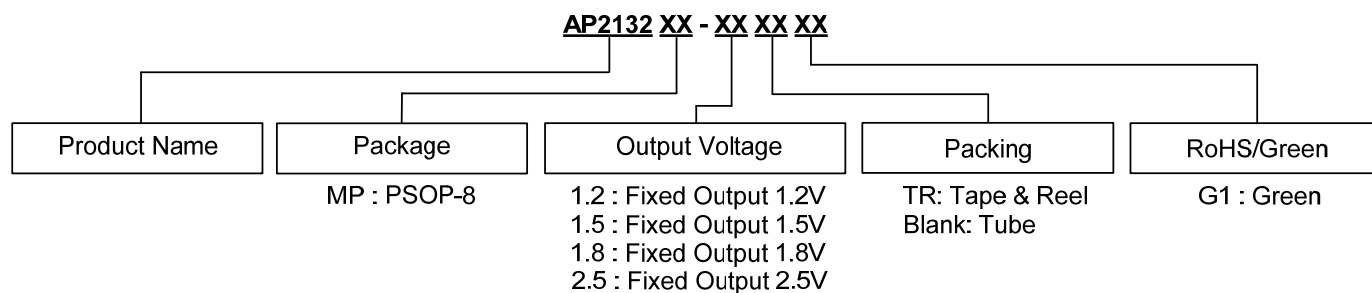 AP2132 XX - XX XX XX
Product Name
Package
Output Voltage
Packing
RoHS/Green
MP : PSOP-8
1.2 : Fixed Output 1.2V
1.5 : Fixed Output 1.5V
1.8 : Fixed Output 1.8V
2.5 : Fixed Output 2.5V
TR: Tape & Reel
Blank: Tube
G1 : Green